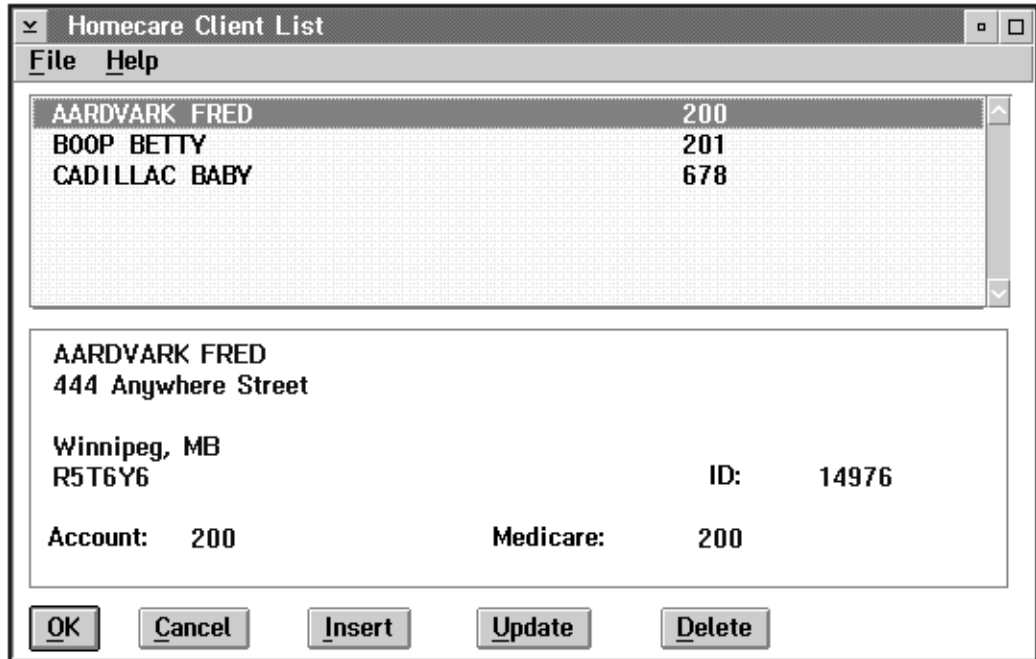 Homecare Client List
File Help
AARDVARK FRED 200
BOOP BETTY 201
CADILLAC BABY 678
AARDVARK FRED
444 Anywhere Street
Winnipeg, MB
R5T6Y6 ID: 14976
Account: 200 Medicare: 200
OK Cancel Insert Update Delete